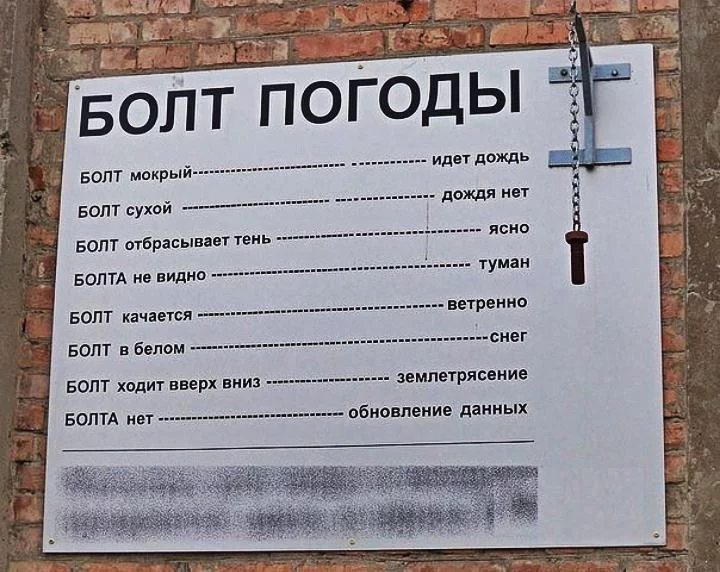 БОЛТ ПОГОДЫ
БОЛТ мокрый---------------------- ----------- идет дождь
БОЛТ сухой --------------------- -------------- дождя нет
БОЛТ отбрасывает тень ----------------------------- ясно
БОЛТА не видно ------------------------------------- туман
БОЛТ качается ----------------------------------- ветренно
БОЛТ в белом ------------------------------------------снег
БОЛТ ходит вверх вниз ----------------- землетрясение
БОЛТА нет -------------------------- обновление данных